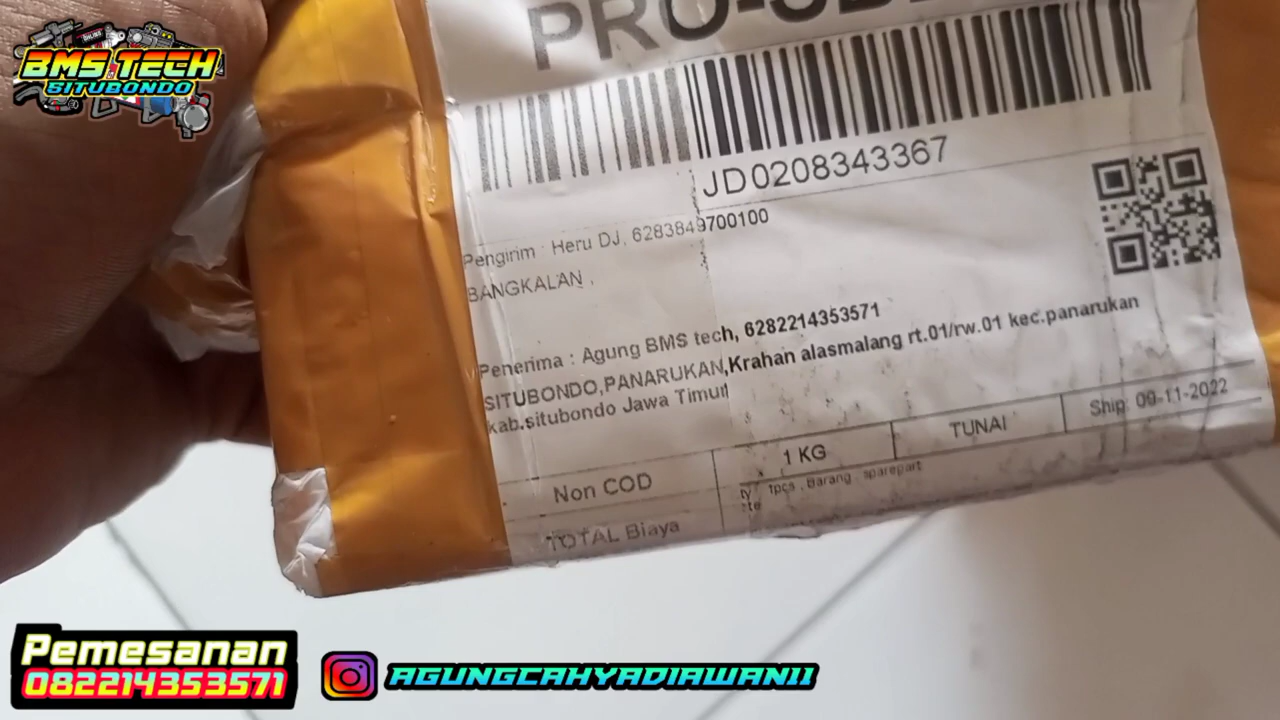 BMS TECH
SITUBONDO
JD0208343367
Pengirim : Heru DJ, 6283849700100
BANGKALAN ,
Penerima : Agung BMS tech, 6282214353571
SITUBONDO,PANARUKAN,Krahan alasmalang rt.01/rw.01 kec.panarukan
kab.situbondo Jawa Timur
Non COD
1 KG
TUNAI
Ship: 09-11-2022
1pcs . Barang : sparepart
TOTAL Biaya
Pemesanan
082214353571
AGUNGCAHYADIAWAN11